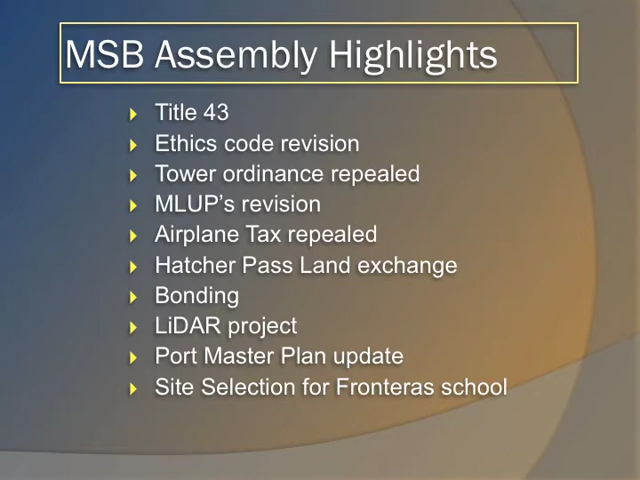 MSB Assembly Highlights
Title 43
Ethics code revision
Tower ordinance repealed
MLUP’s revision
Airplane Tax repealed
Hatcher Pass Land exchange
Bonding
LiDAR project
Port Master Plan update
Site Selection for Fronteras school